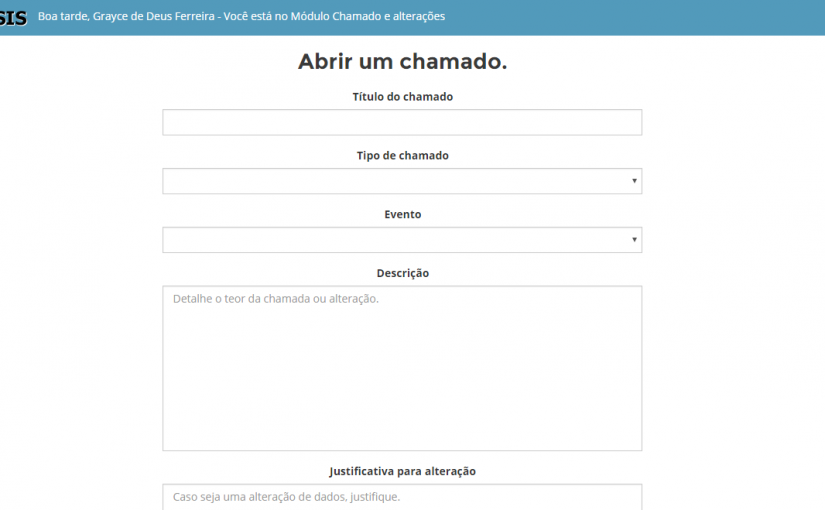 SIS Boa tarde, Grayce de Deus Ferreira - Você está no Módulo Chamado e alterações
Abrir um chamado.
Título do chamado
Tipo de chamado
Evento
Descrição
Detalhe o teor da chamada ou alteração.
Justificativa para alteração
Caso seja uma alteração de dados, justifique.